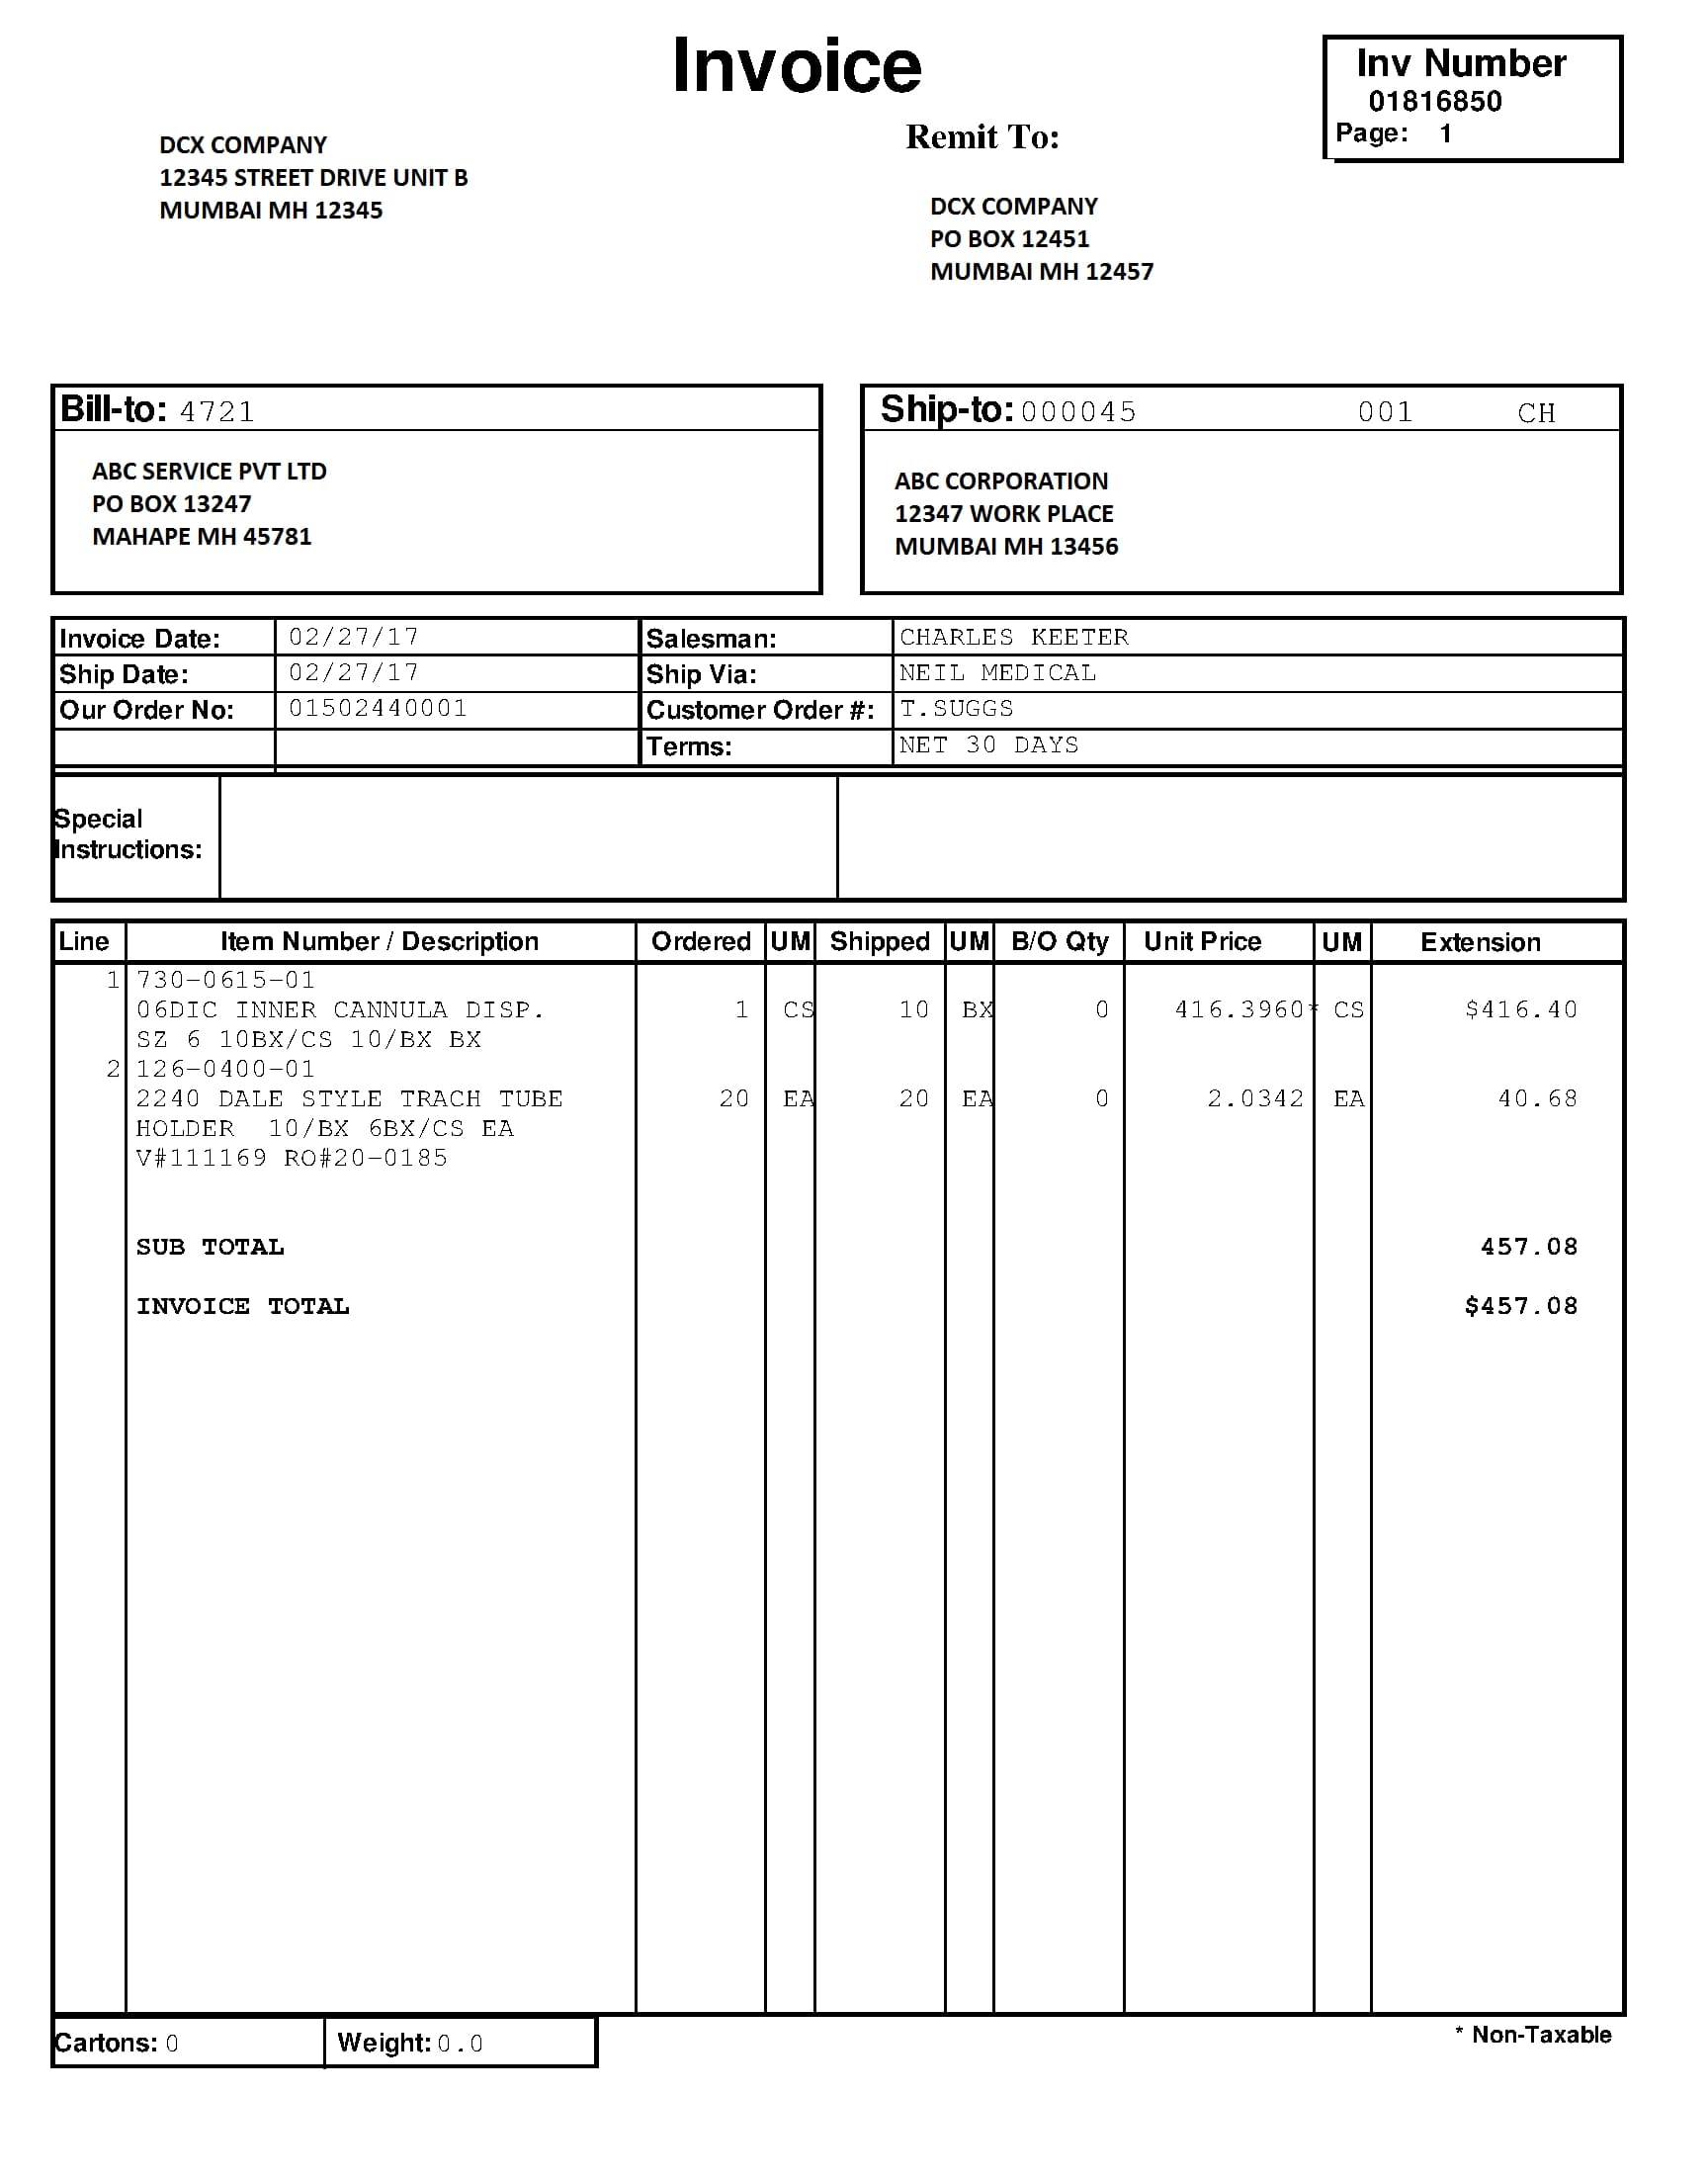 Invoice
Inv Number
01816850
Page: 1
DCX COMPANY
12345 STREET DRIVE UNIT B
MUMBAI MH 12345
Remit To:
DCX COMPANY
PO BOX 12451
MUMBAI MH 12457
Bill-to: 4721
ABC SERVICE PVT LTD
PO BOX 13247
MAHAPE MH 45781
Ship-to: 000045 001 CH
ABC CORPORATION
12347 WORK PLACE
MUMBAI MH 13456
Invoice Date: 02/27/17 Salesman: CHARLES KEETER
Ship Date: 02/27/17 Ship Via: NEIL MEDICAL
Our Order No: 01502440001 Customer Order #: T.SUGGS
Terms: NET 30 DAYS
Special
Instructions:
Line Item Number / Description Ordered UM Shipped UM B/O Qty Unit Price UM Extension
1 730-0615-01
06DIC INNER CANNULA DISP. 1 CS 10 BX 0 416.3960* CS $416.40
SZ 6 10BX/CS 10/BX BX
2 126-0400-01
2240 DALE STYLE TRACH TUBE 20 EA 20 EA 0 2.0342 EA 40.68
HOLDER 10/BX 6BX/CS EA
V#111169 RO#20-0185
SUB TOTAL 457.08
INVOICE TOTAL $457.08
Cartons: 0 Weight: 0.0
* Non-Taxable